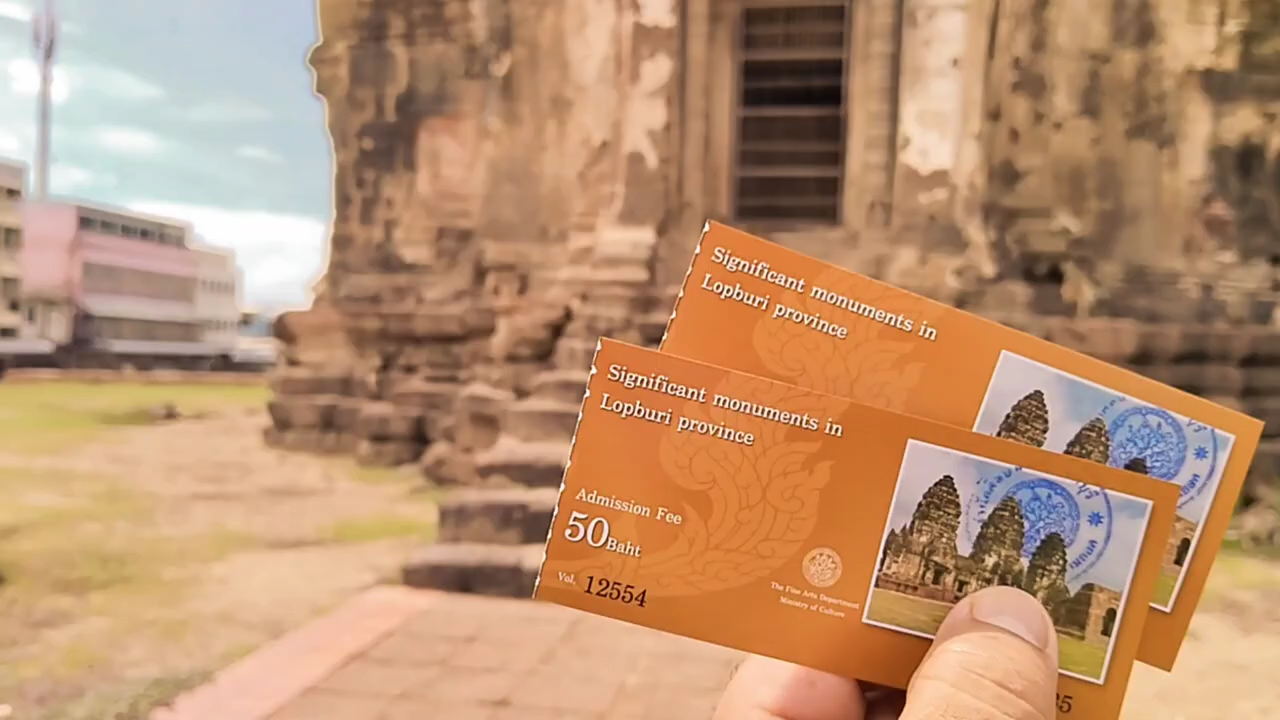 Significant monuments in
Lopburi province
Significant monuments in
Lopburi province
Admission Fee
50 Baht
Vol. 12554
The Fine Arts Department
Ministry of Culture